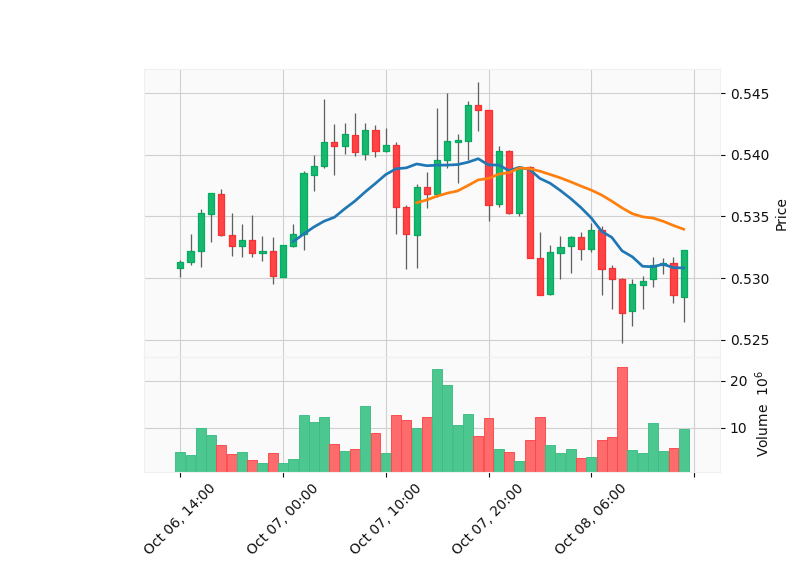 0.545
0.540
0.535
0.530
0.525
Price
20
10
Volume 10^6
Oct 06, 14:00
Oct 07, 00:00
Oct 07, 10:00
Oct 07, 20:00
Oct 08, 06:00